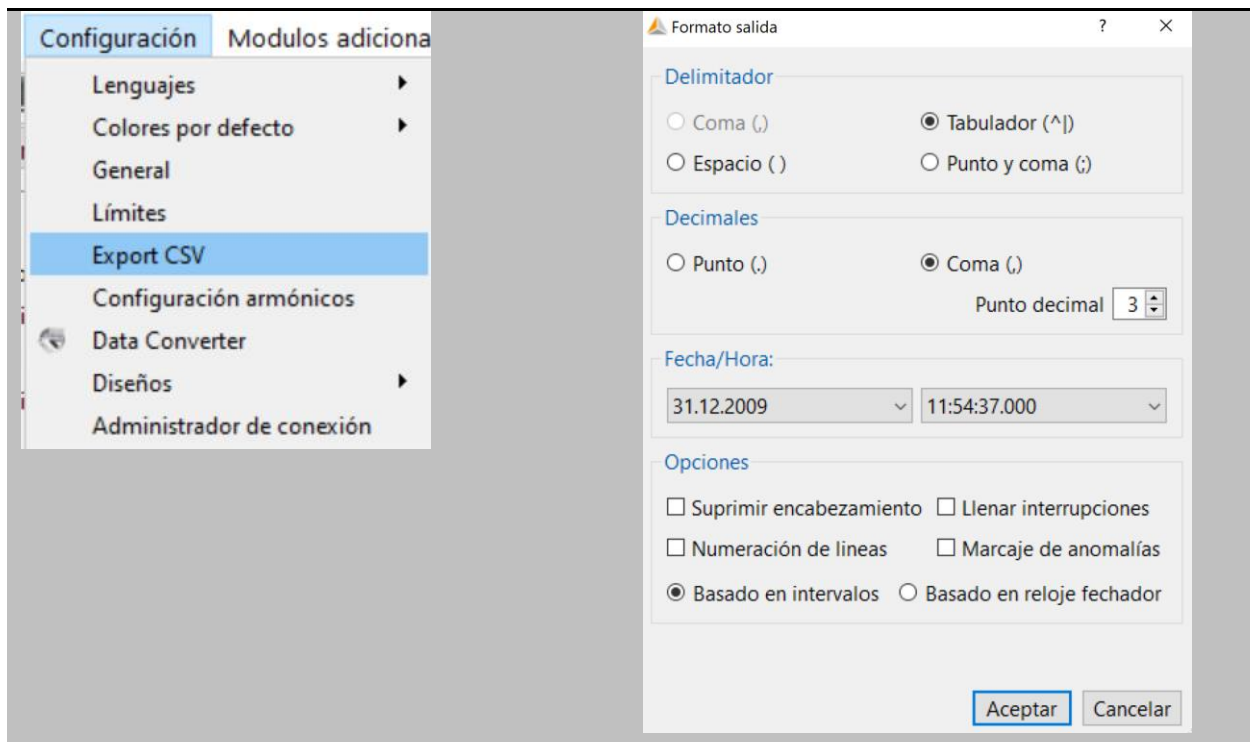 Configuración Modulos adiciona
Lenguajes
Colores por defecto
General
Límites
Export CSV
Configuración armónicos
Data Converter
Diseños
Administrador de conexión
Formato salida ?
Delimitador
Coma (,) Tabulador (^|)
Espacio ( ) Punto y coma (;)
Decimales
Punto (.) Coma (,)
Punto decimal 3
Fecha/Hora:
31.12.2009 11:54:37.000
Opciones
Suprimir encabezamiento Llenar interrupciones
Numeración de lineas Marcaje de anomalías
Basado en intervalos Basado en reloje fechador
Aceptar Cancelar